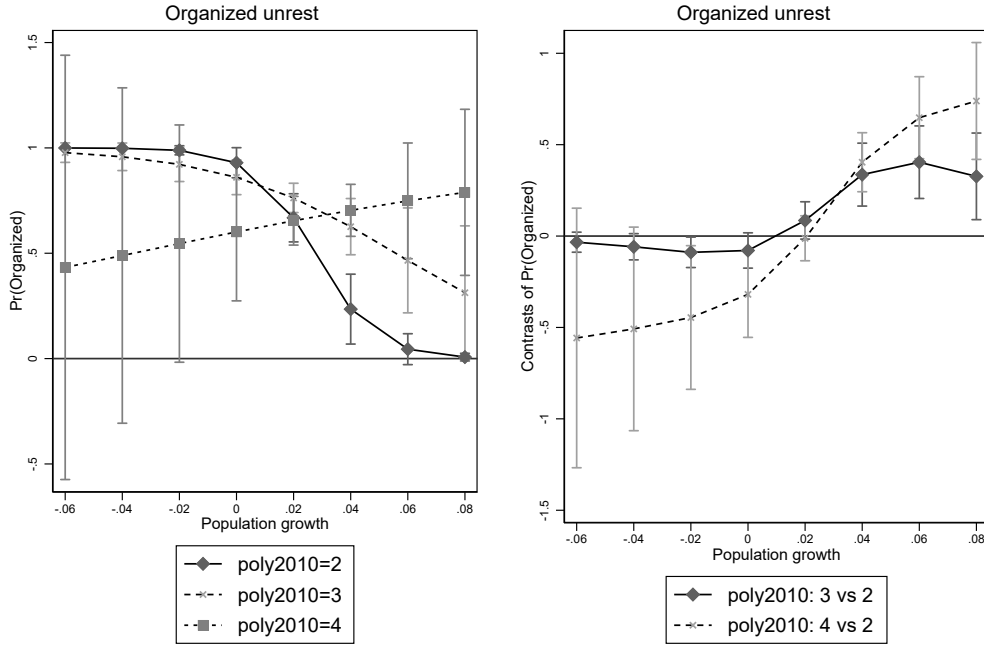 Organized unrest
1.5
1
.5
0
-.5
Pr(Organized)
-.06 -.04 -.02 0 .02 .04 .06 .08
Population growth
poly2010=2
poly2010=3
poly2010=4
Organized unrest
1
.5
0
-.5
-1
-1.5
Contrasts of Pr(Organized)
-.06 -.04 -.02 0 .02 .04 .06 .08
Population growth
poly2010: 3 vs 2
poly2010: 4 vs 2